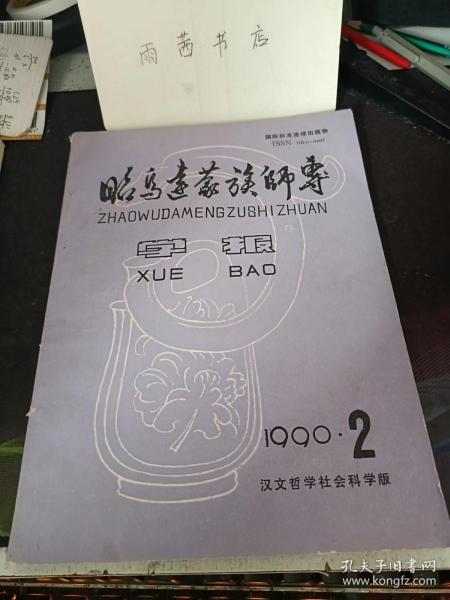 雨茜书店
国际标准连续出版物
ISSN
昭乌达蒙族師专
ZHAOWUDAMENGZUSHIZHUAN
学报
XUE BAO
1990·2
汉文哲学社会科学版
孔夫子旧书网
www.kongfz.com